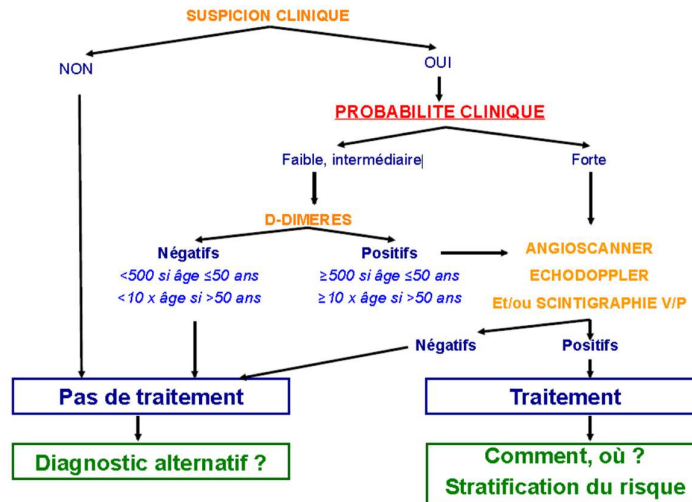 SUSPICION CLINIQUE
NON
OUI
PROBABILITE CLINIQUE
Faible, intermédiaire
Forte
D-DIMERES
Négatifs
<500 si âge ≤50 ans
<10 x âge si >50 ans
Positifs
≥500 si âge ≤50 ans
≥10 x âge si >50 ans
ANGIOSCANNER
ECHODOPPLER
Et/ou SCINTIGRAPHIE V/P
Négatifs
Positifs
Pas de traitement
Traitement
Diagnostic alternatif ?
Comment, où ?
Stratification du risque